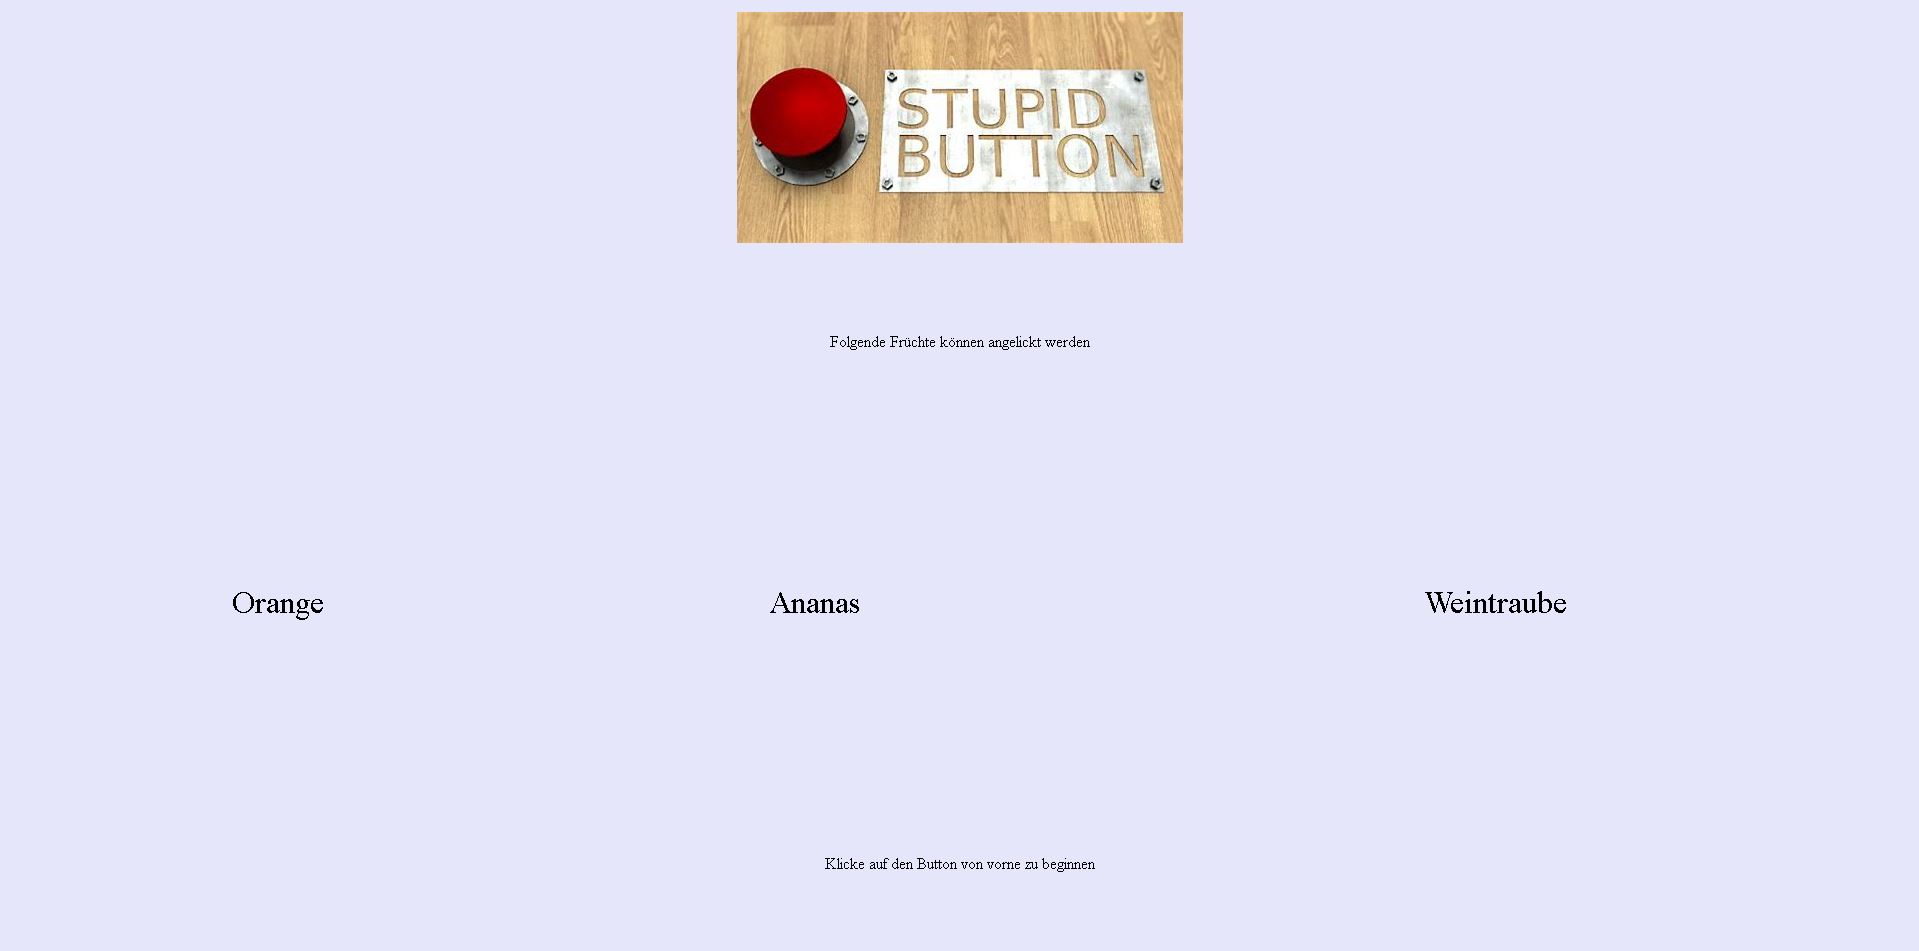 STUPID
BUTTON
Folgende Früchte können angelickt werden
Orange Ananas Weintraube
Klicke auf den Button von vorne zu beginnen